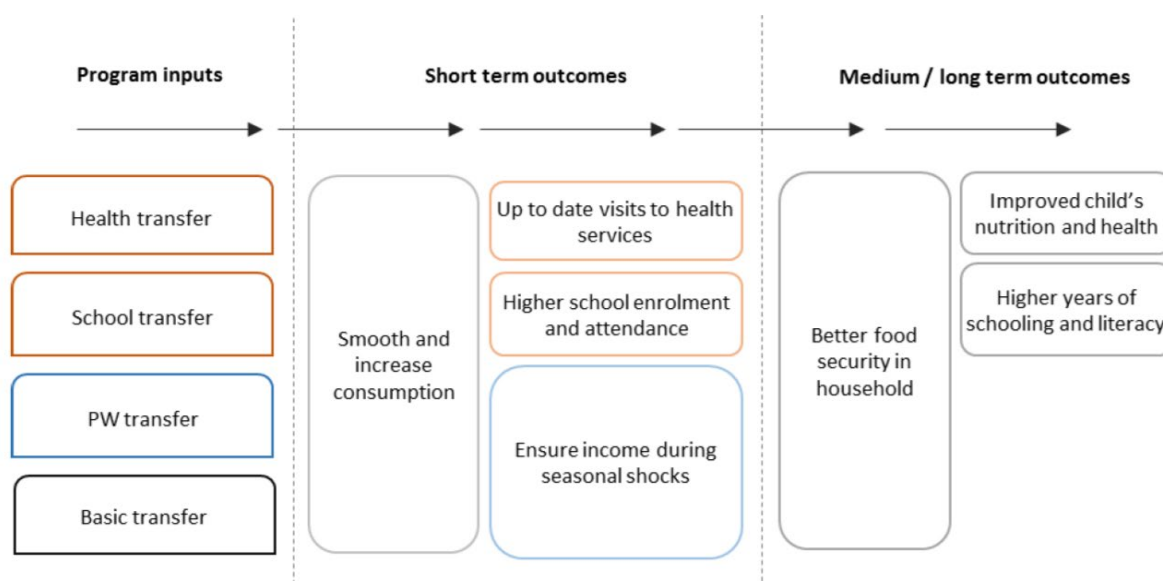 Program inputs
Short term outcomes
Medium / long term outcomes
Health transfer
School transfer
PW transfer
Basic transfer
Smooth and
increase
consumption
Up to date visits to health
services
Higher school enrolment
and attendance
Ensure income during
seasonal shocks
Better food
security in
household
Improved child's
nutrition and health
Higher years of
schooling and literacy